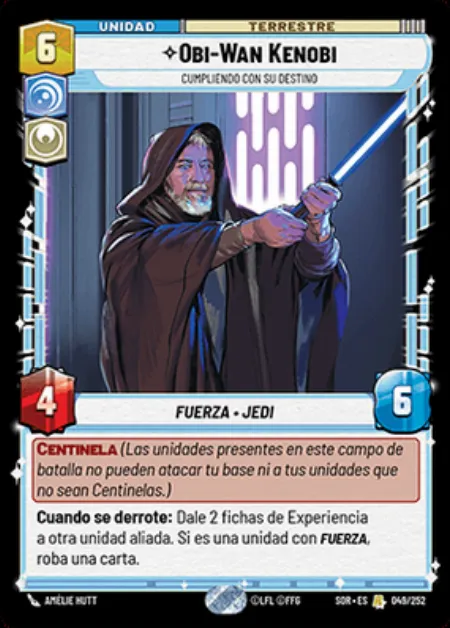 UNIDAD
TERRESTRE
6
✧OBI-WAN KENOBI
CUMPLIENDO CON SU DESTINO
4
FUERZA • JEDI
6
CENTINELA (Las unidades presentes en este campo de
batalla no pueden atacar tu base ni a tus unidades que
no sean Centinelas.)
Cuando se derrote: Dale 2 fichas de Experiencia
a otra unidad aliada. Si es una unidad con FUERZA,
roba una carta.
AMÉLIE HUTT
©LFL ©FFG
SOR • ES
049/252